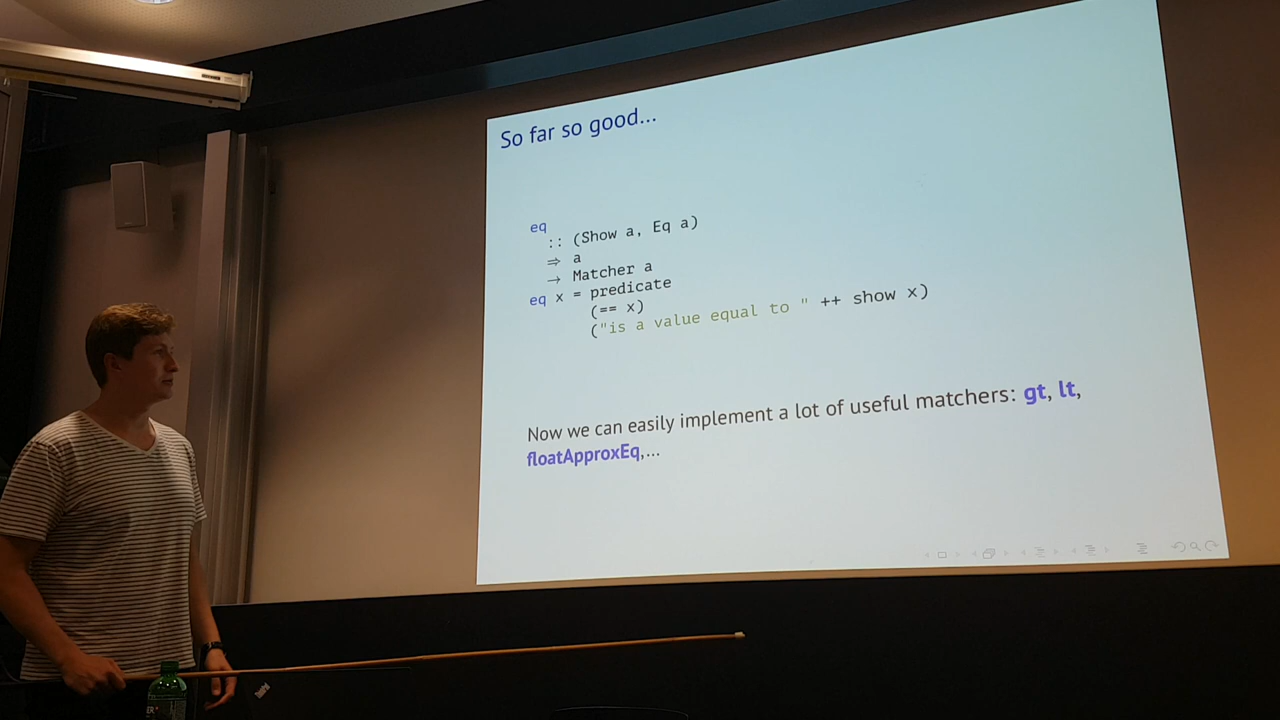 So far so good...
eq
:: (Show a, Eq a)
⇒ a
→ Matcher a
eq x = predicate
(== x)
("is a value equal to " ++ show x)
Now we can easily implement a lot of useful matchers: gt, lt,
floatApproxEq,...